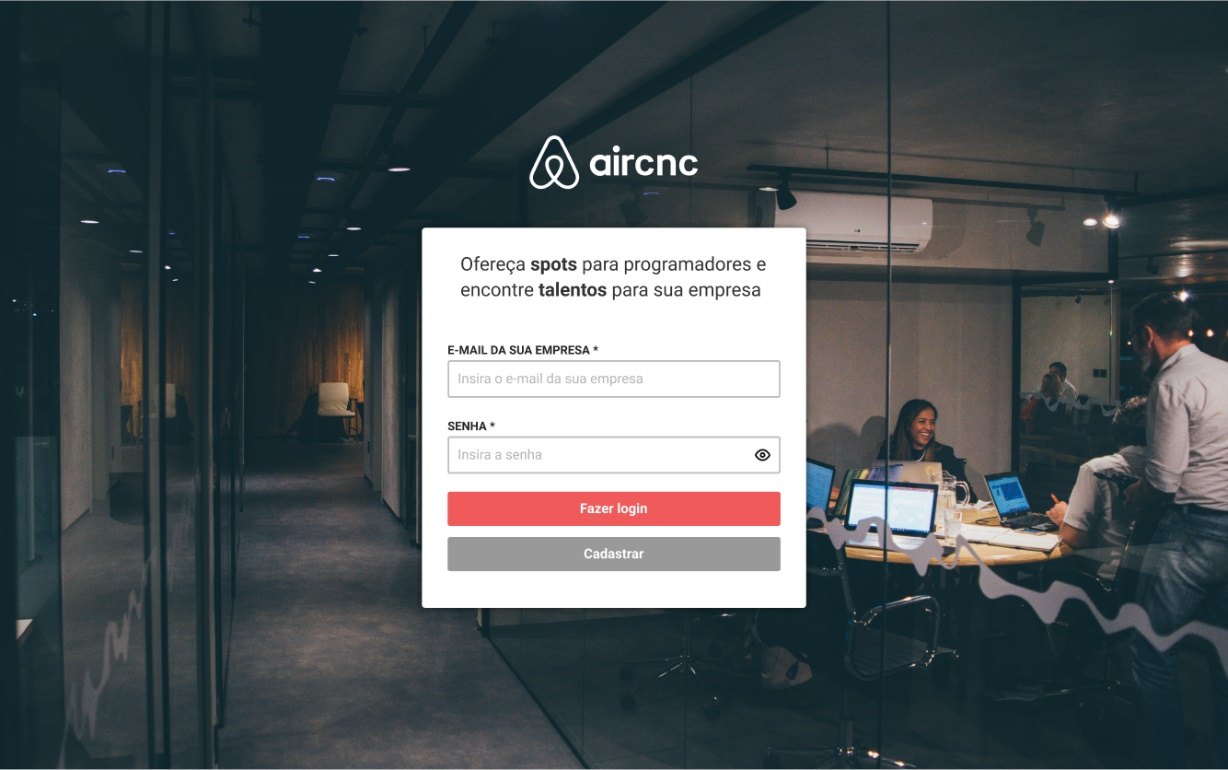 aircnc
Ofereça spots para programadores e
encontre talentos para sua empresa
E-MAIL DA SUA EMPRESA *
Insira o e-mail da sua empresa
SENHA *
Insira a senha
Fazer login
Cadastrar